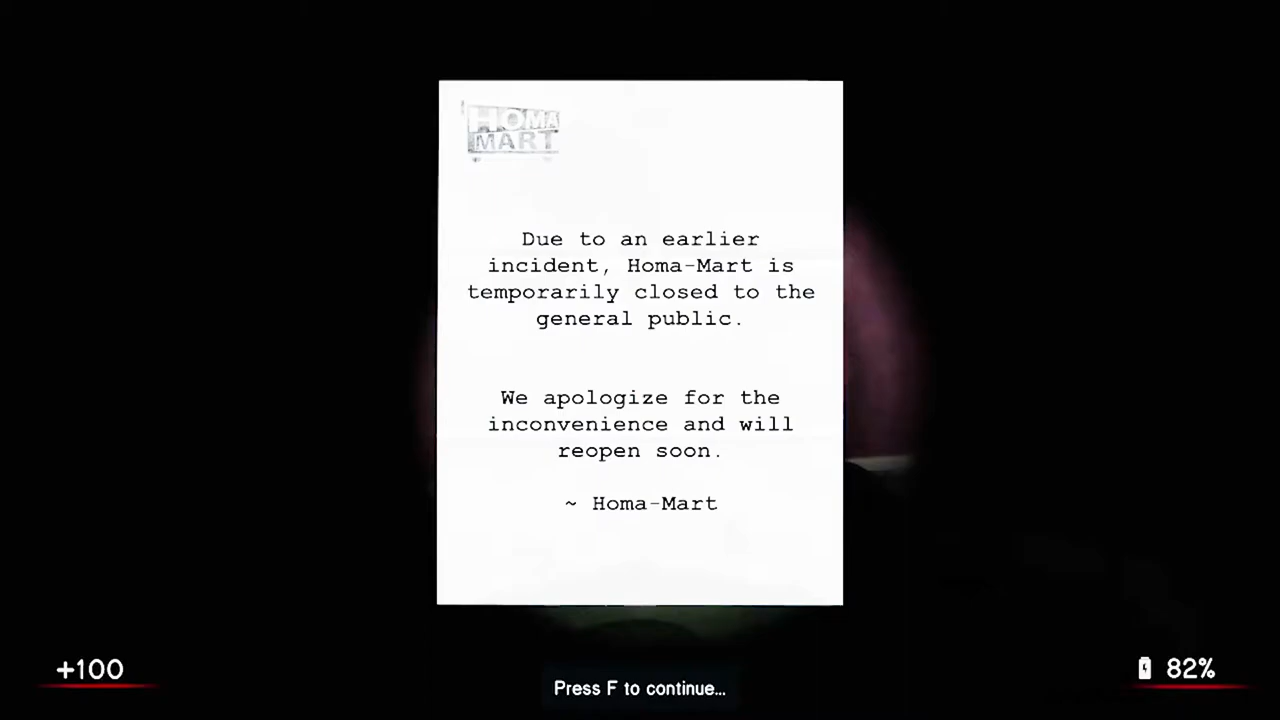 HOMA
MART
Due to an earlier
incident, Homa-Mart is
temporarily closed to the
general public.
We apologize for the
inconvenience and will
reopen soon.
~ Homa-Mart
+100
82%
Press F to continue...